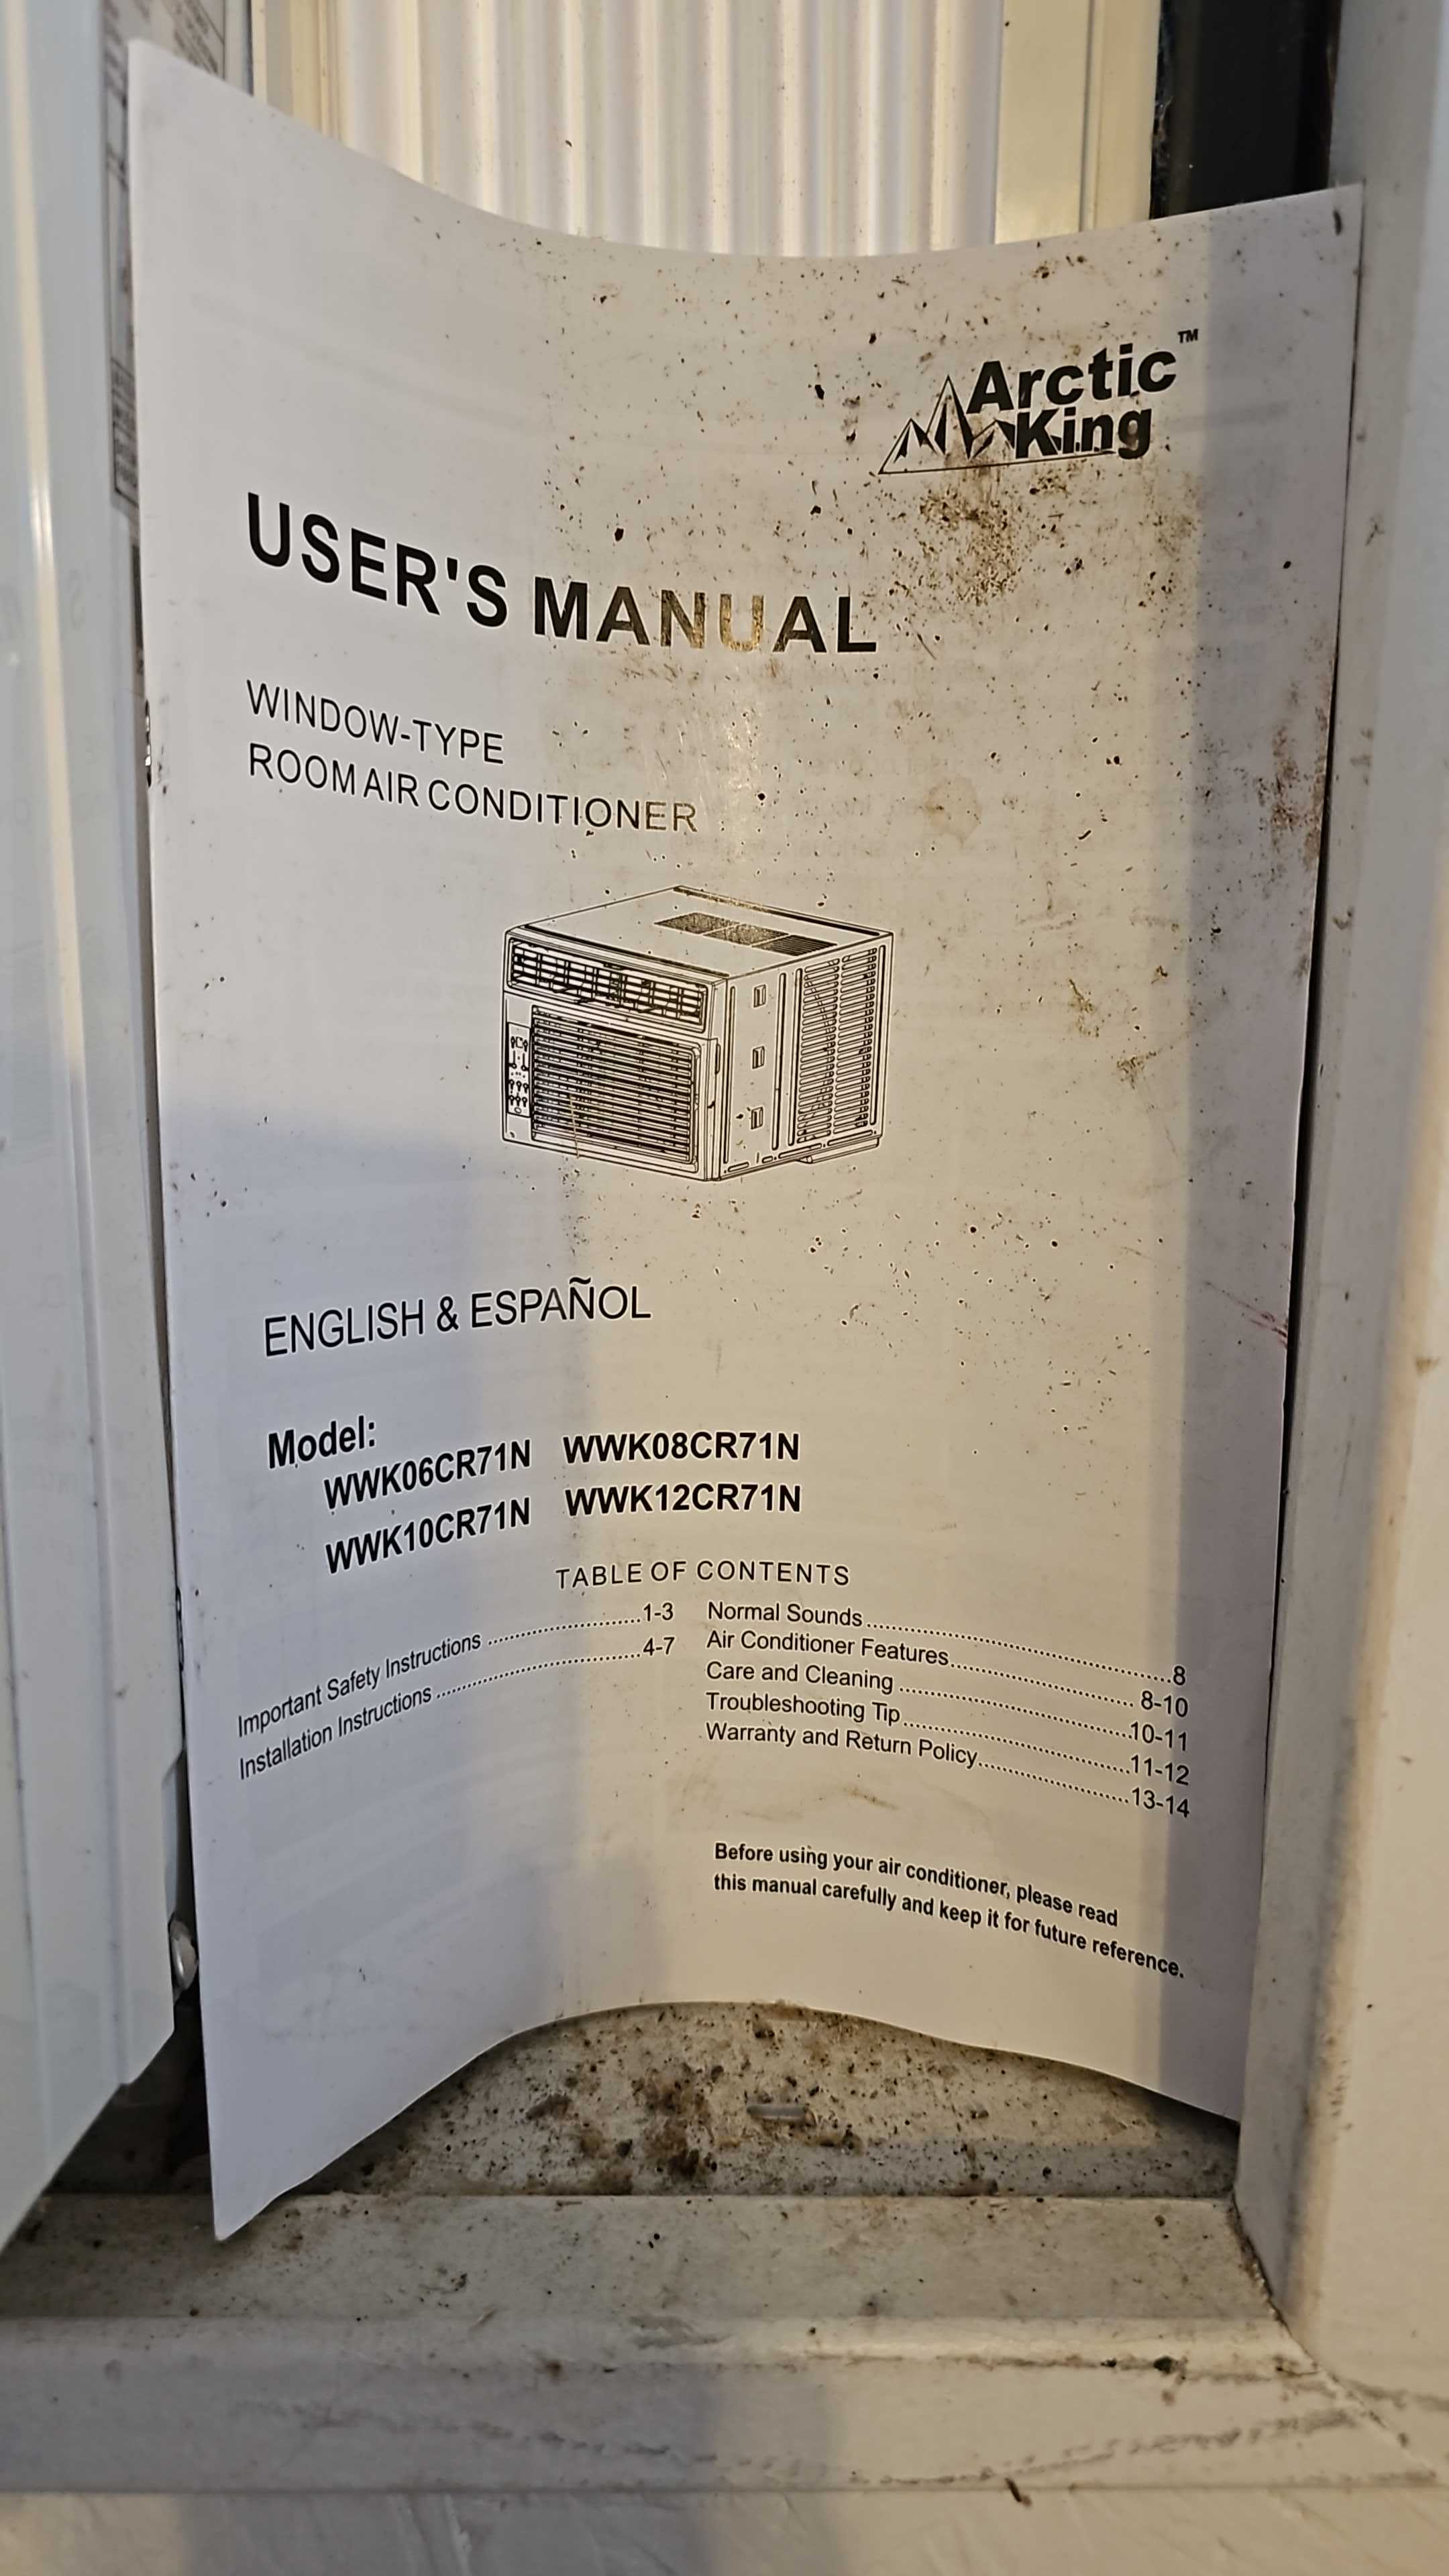 Arctic™
King
USER'S MANUAL
WINDOW-TYPE
ROOM AIR CONDITIONER
ENGLISH & ESPAÑOL
Model:
WWK06CR71N WWK08CR71N
WWK10CR71N WWK12CR71N
TABLE OF CONTENTS
Important Safety Instructions ..............................1-3
Installation Instructions ........................................4-7
Normal Sounds..................................................8
Air Conditioner Features.............................. 8-10
Care and Cleaning .....................................10-11
Troubleshooting Tip.....................................11-12
Warranty and Return Policy.........................13-14
Before using your air conditioner, please read
this manual carefully and keep it for future reference.